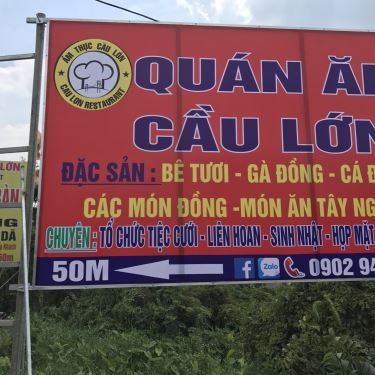 ẨM THỰC CẦU LỚN
CAU LON RESTAURANT
QUÁN ĂN
CẦU LỚN
ĐẶC SẢN : BÊ TƯƠI - GÀ ĐỒNG - CÁ Đ
CÁC MÓN ĐỒNG -MÓN ĂN TÂY NG
CHUYÊN: TỔ CHỨC TIỆC CƯỚI - LIÊN HOAN - SINH NHẬT - HỌP MẶT
50M
f Zalo 0902 94
LỚN